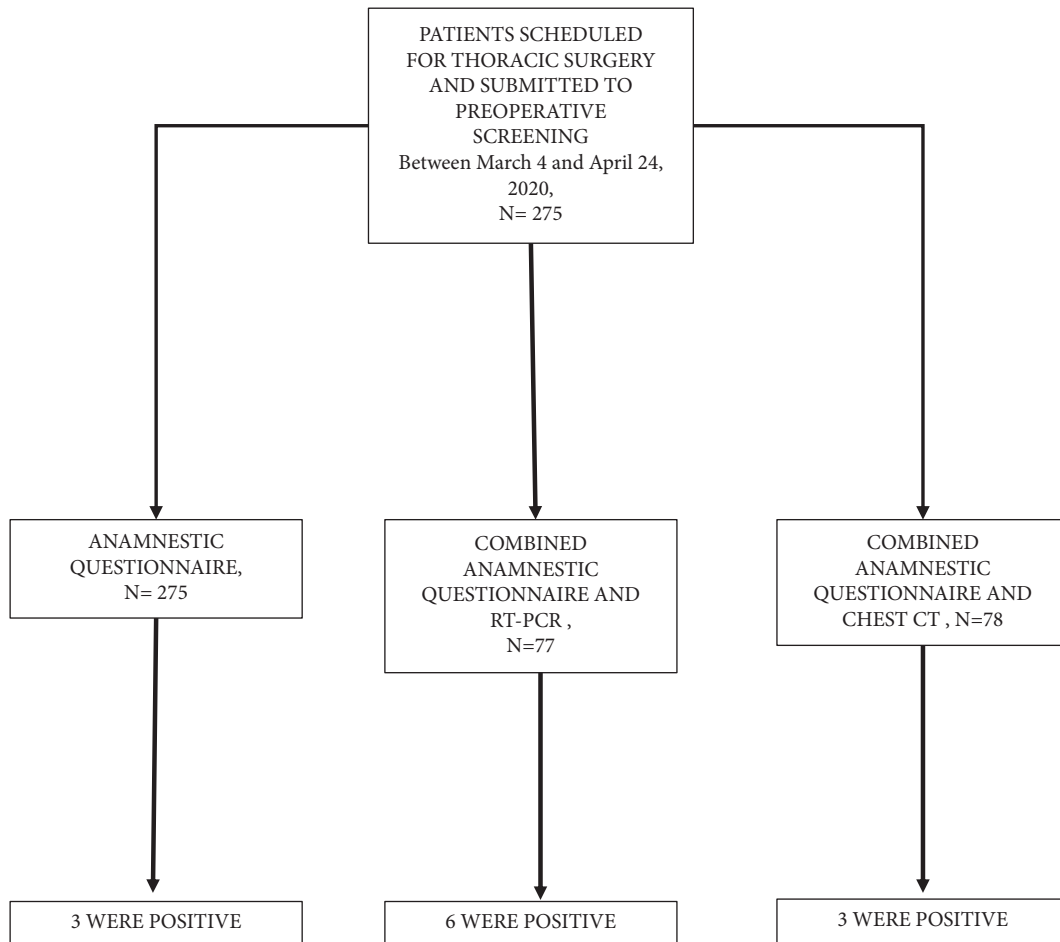 PATIENTS SCHEDULED
FOR THORACIC SURGERY
AND SUBMITTED TO
PREOPERATIVE
SCREENING
Between March 4 and April 24,
2020,
N= 275
ANAMNESTIC
QUESTIONNAIRE,
N= 275
COMBINED
ANAMNESTIC
QUESTIONNAIRE AND
RT-PCR ,
N=77
COMBINED
ANAMNESTIC
QUESTIONNAIRE AND
CHEST CT , N=78
3 WERE POSITIVE
6 WERE POSITIVE
3 WERE POSITIVE